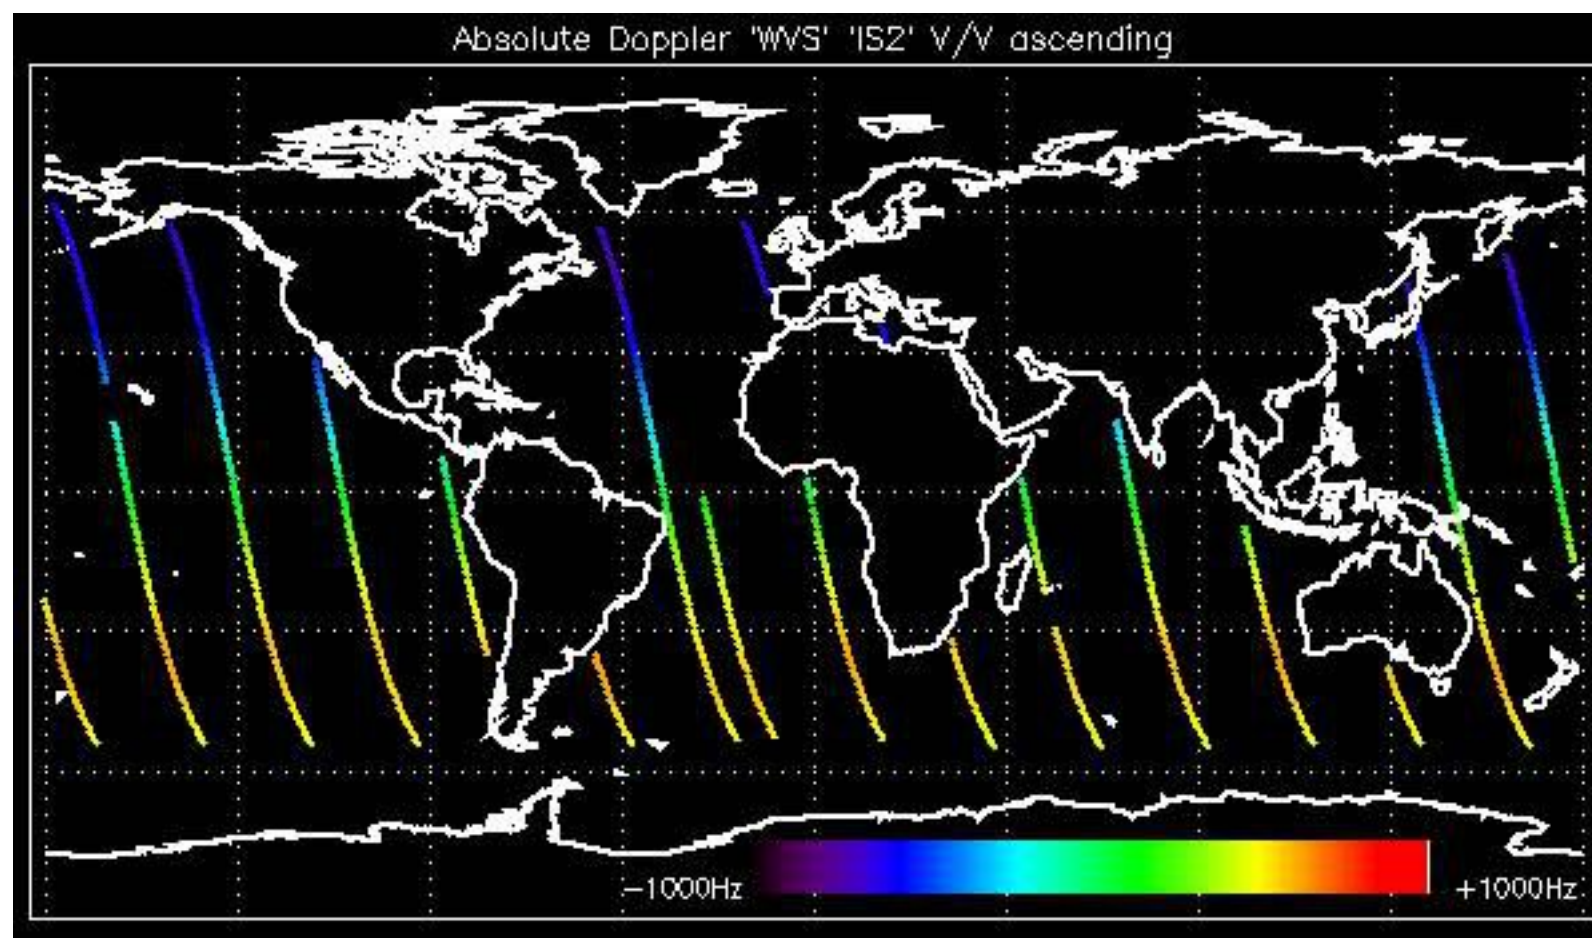 Absolute Doppler 'WVS' 'IS2' V/V ascending
-1000Hz +1000Hz